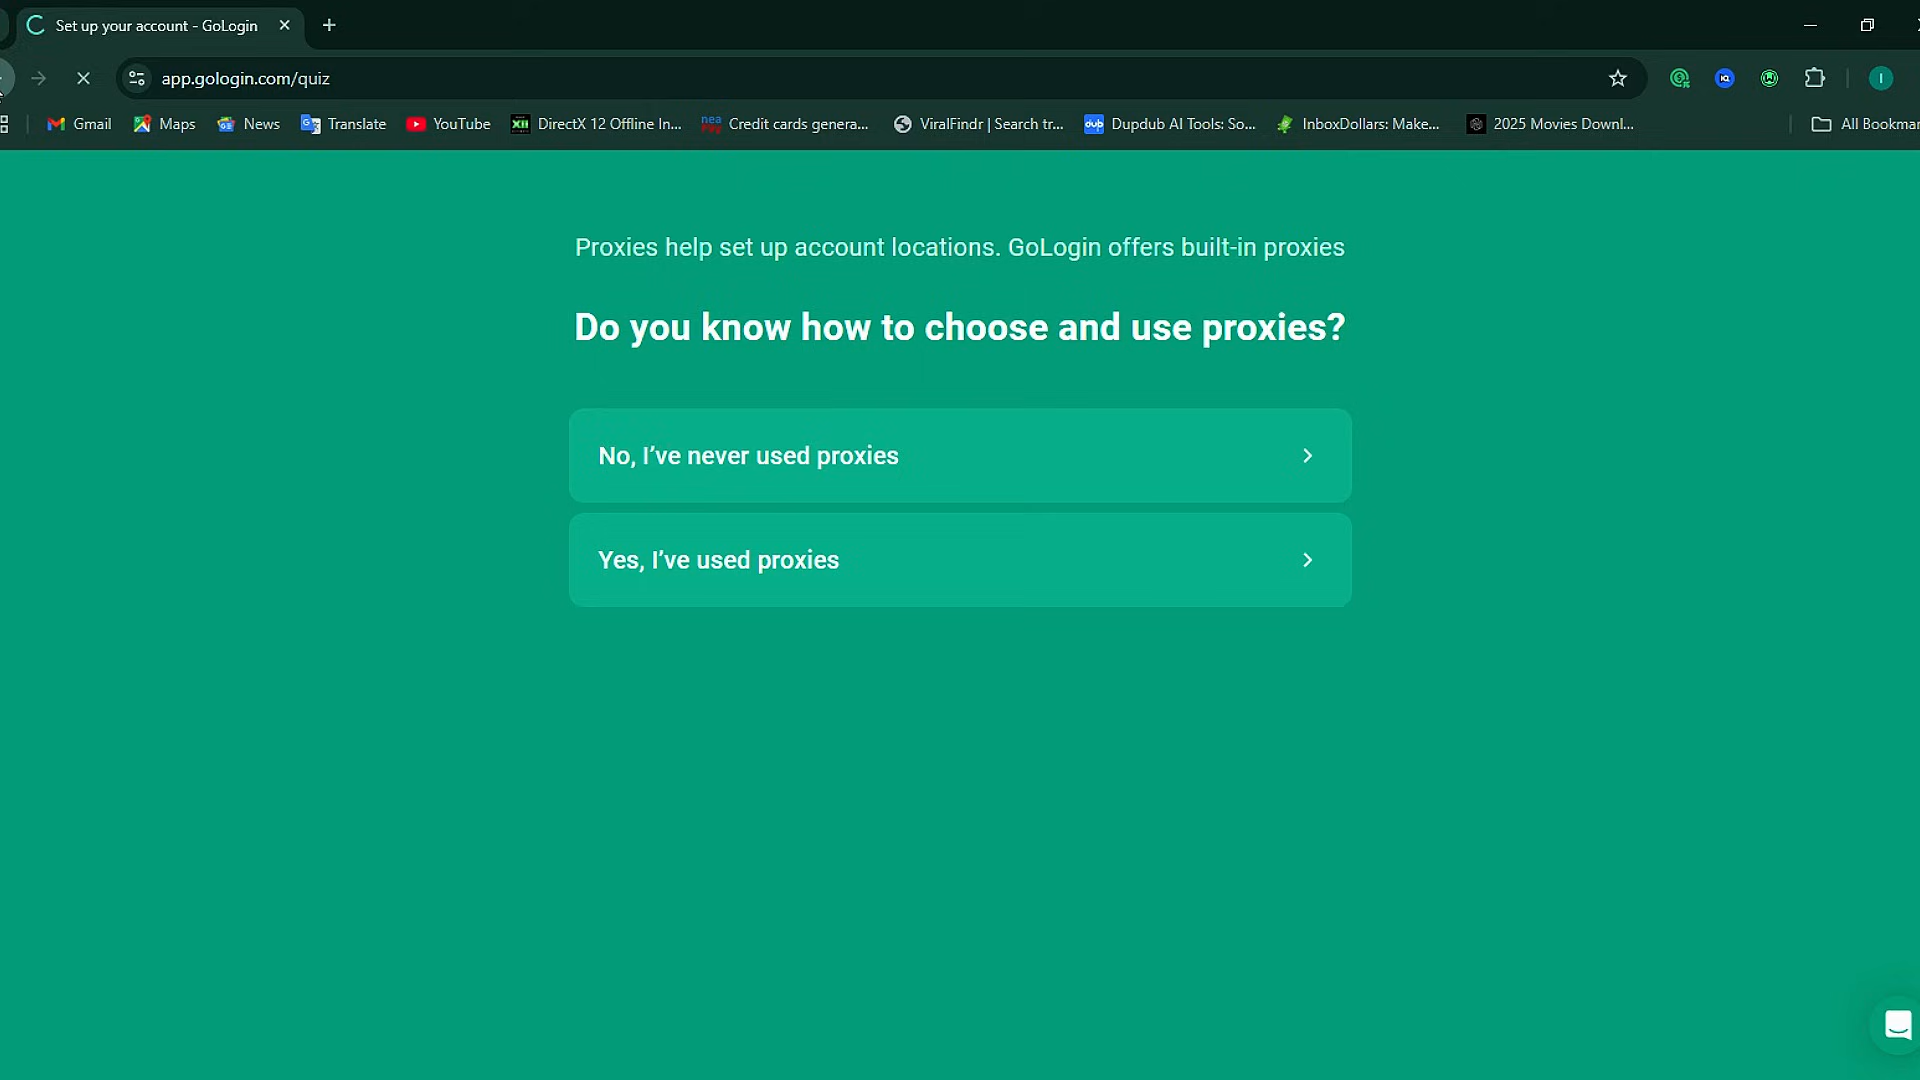 Set up your account - GoLogin
app.gologin.com/quiz
I
Gmail
Maps
News
Translate
YouTube
DirectX 12 Offline In...
Credit cards genera...
ViralFindr | Search tr...
dub Dupdub AI Tools: So...
InboxDollars: Make...
2025 Movies Downl...
All Bookmar
Proxies help set up account locations. GoLogin offers built-in proxies
Do you know how to choose and use proxies?
No, I’ve never used proxies
Yes, I’ve used proxies